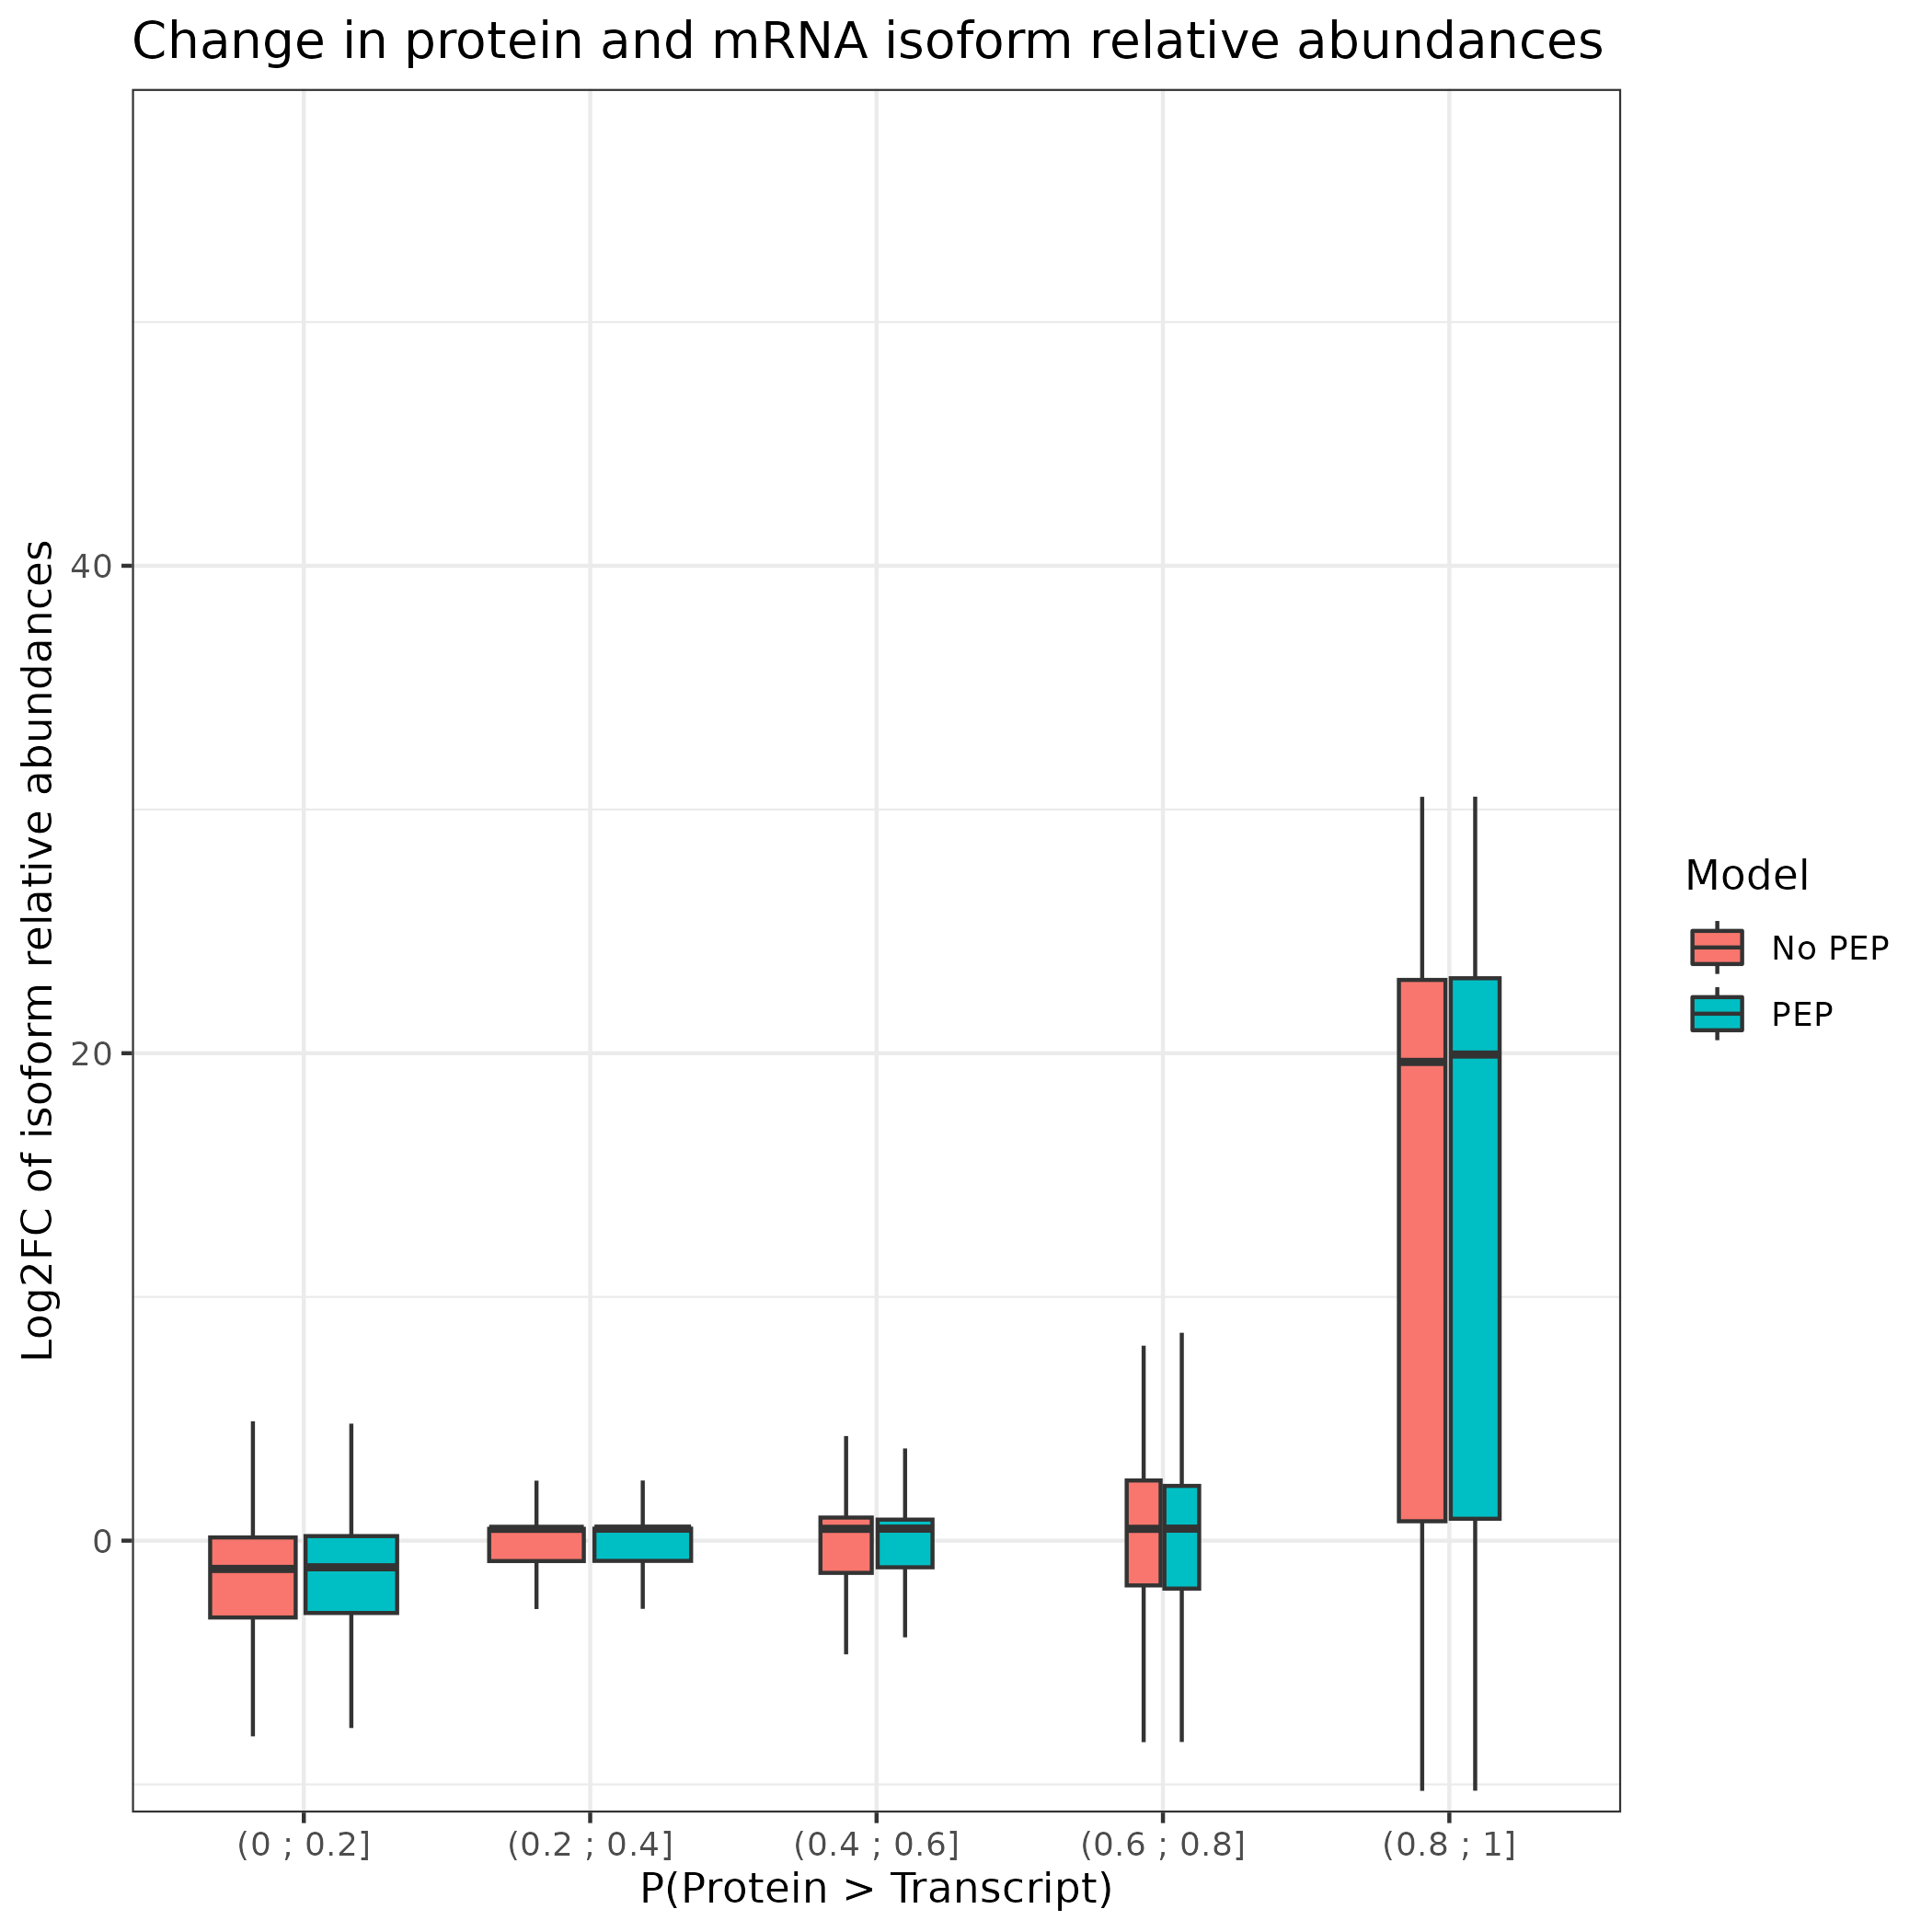 Change in protein and mRNA isoform relative abundances
Log2FC of isoform relative abundances
40
20
0
(0 ; 0.2]
(0.2 ; 0.4]
(0.4 ; 0.6]
(0.6 ; 0.8]
(0.8 ; 1]
P(Protein > Transcript)
Model
No PEP
PEP